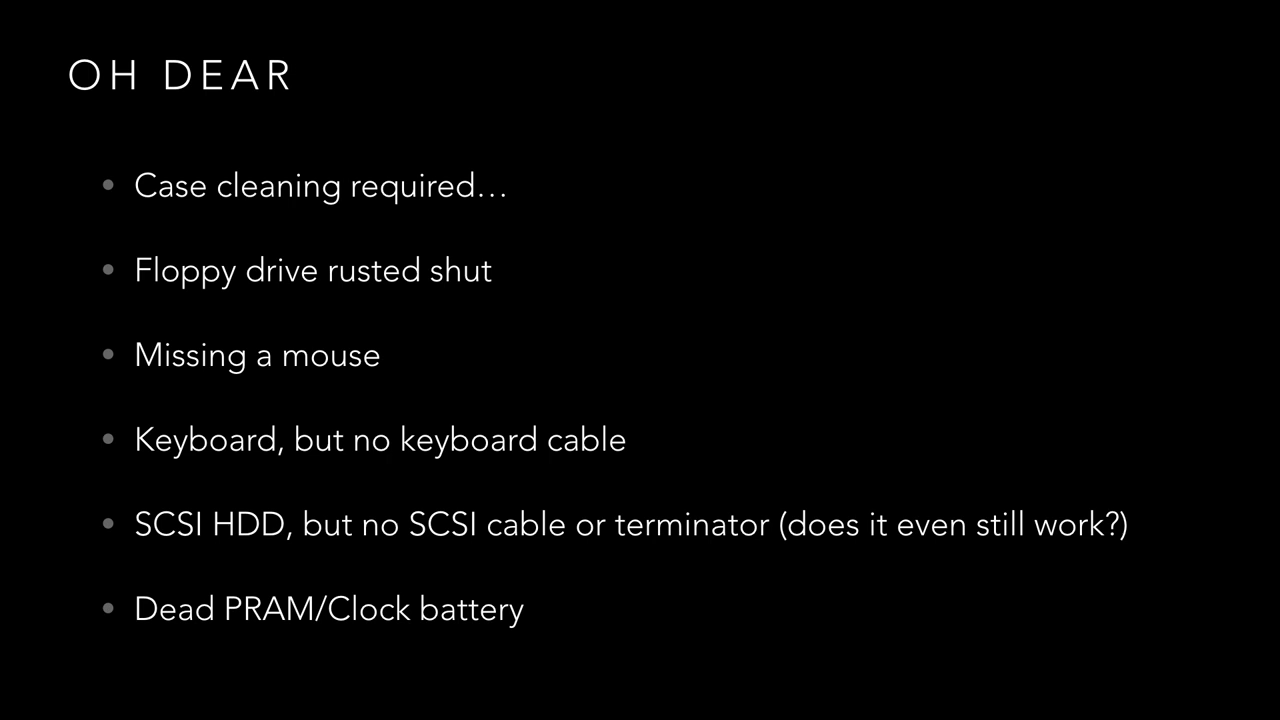 OH DEAR
• Case cleaning required…
• Floppy drive rusted shut
• Missing a mouse
• Keyboard, but no keyboard cable
• SCSI HDD, but no SCSI cable or terminator (does it even still work?)
• Dead PRAM/Clock battery